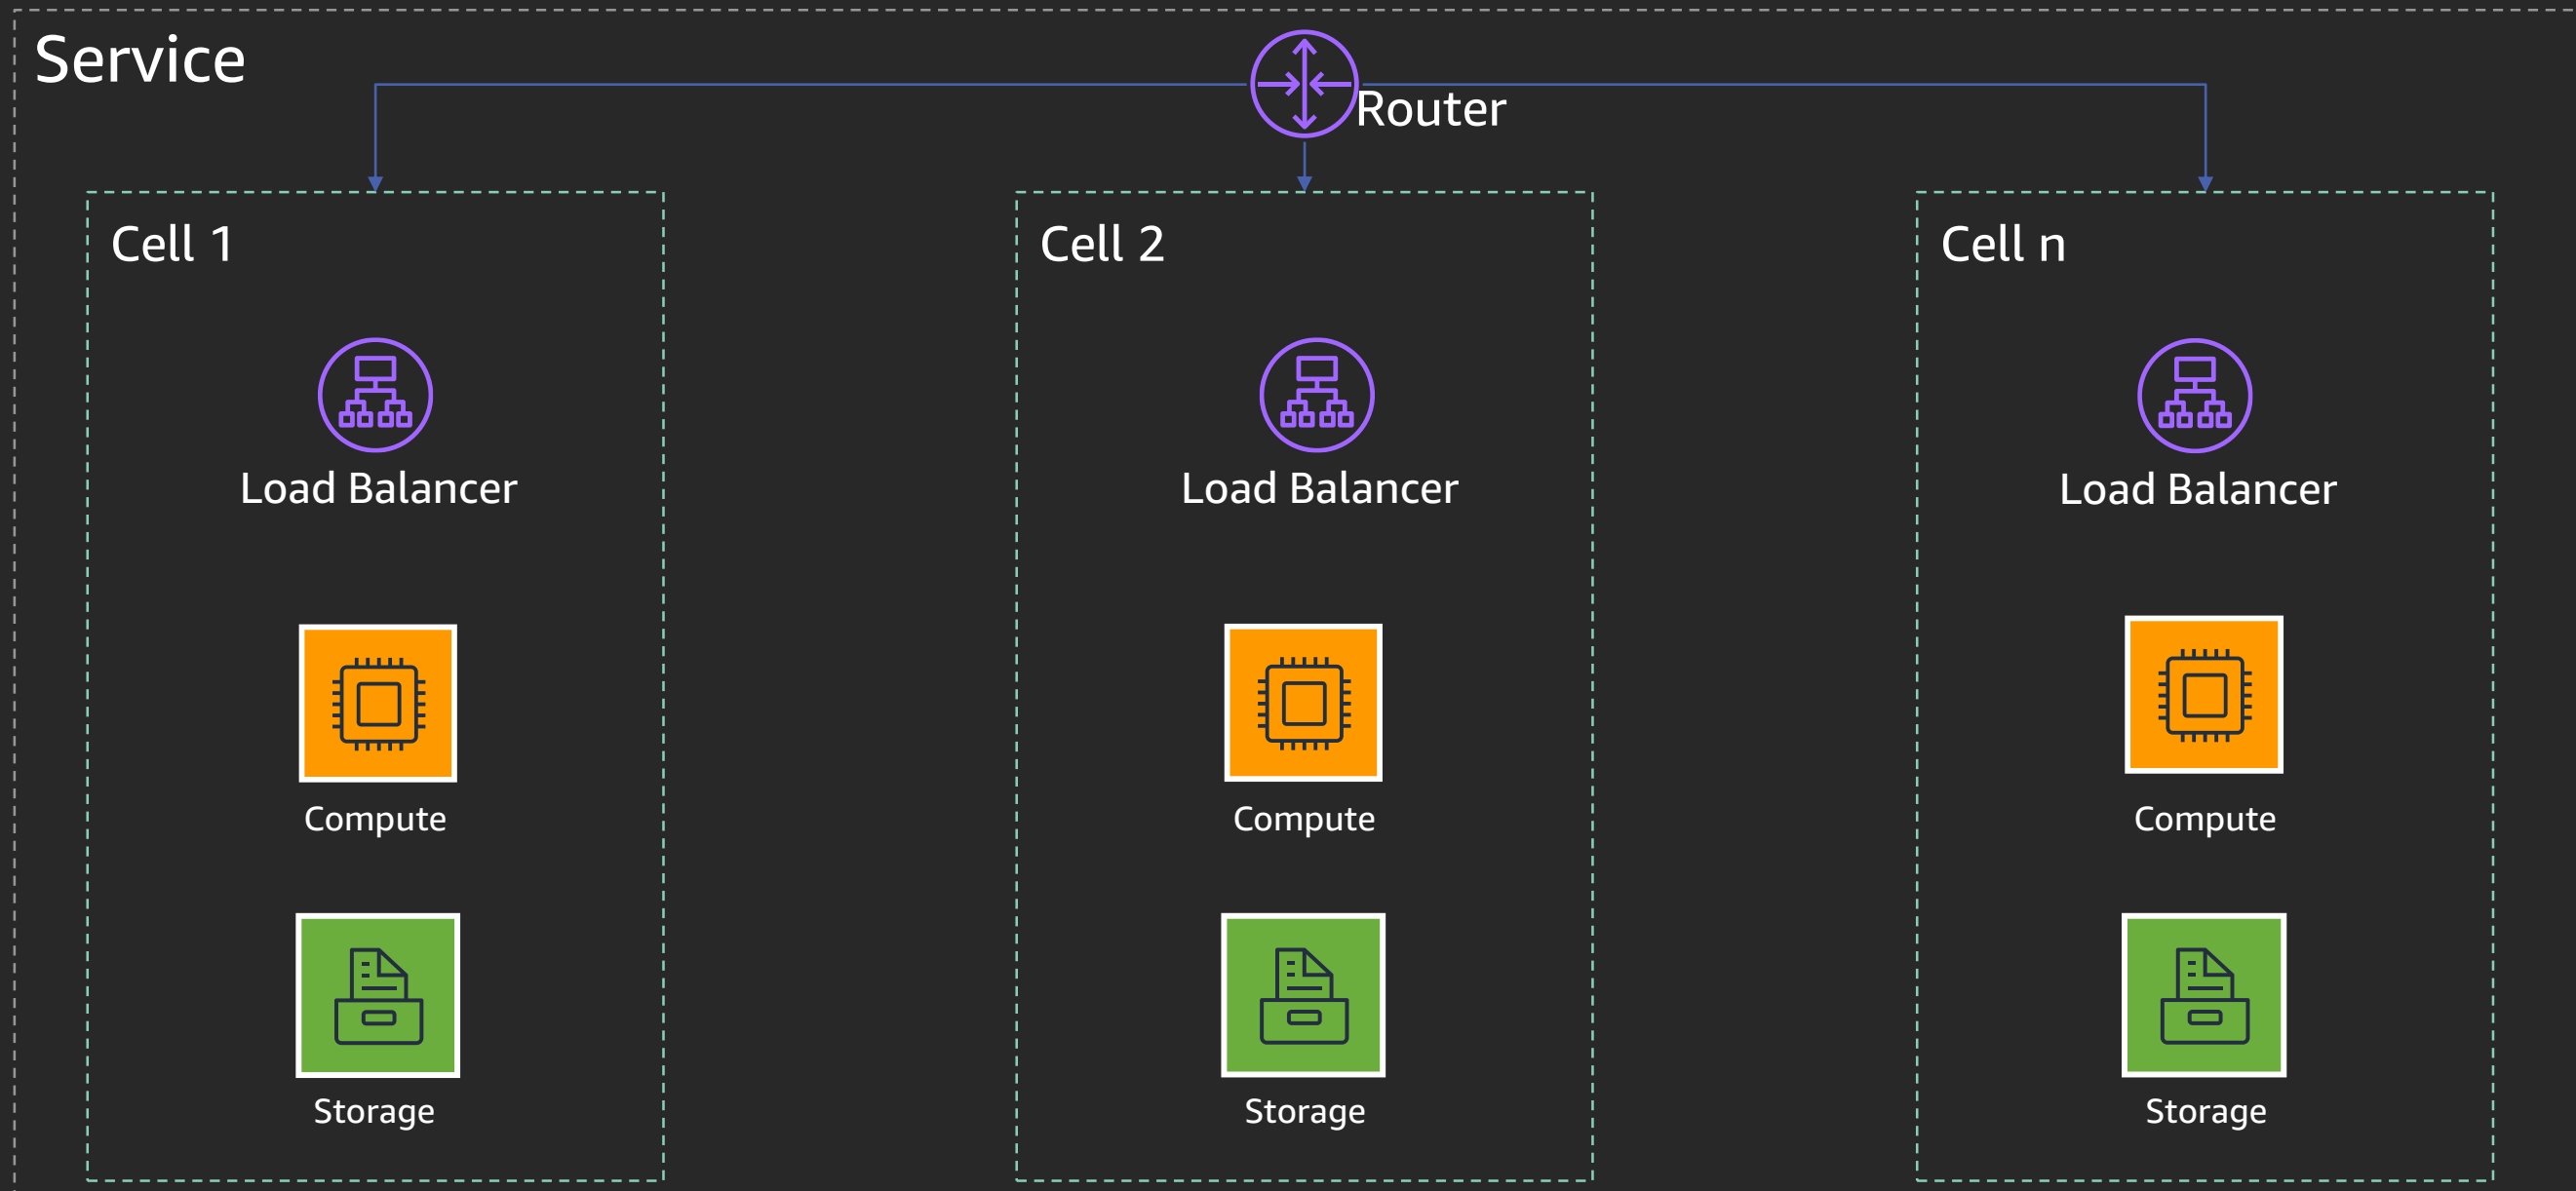 Service
Router
Cell 1
Cell 2
Cell n
Load Balancer
Load Balancer
Load Balancer
Compute
Compute
Compute
Storage
Storage
Storage